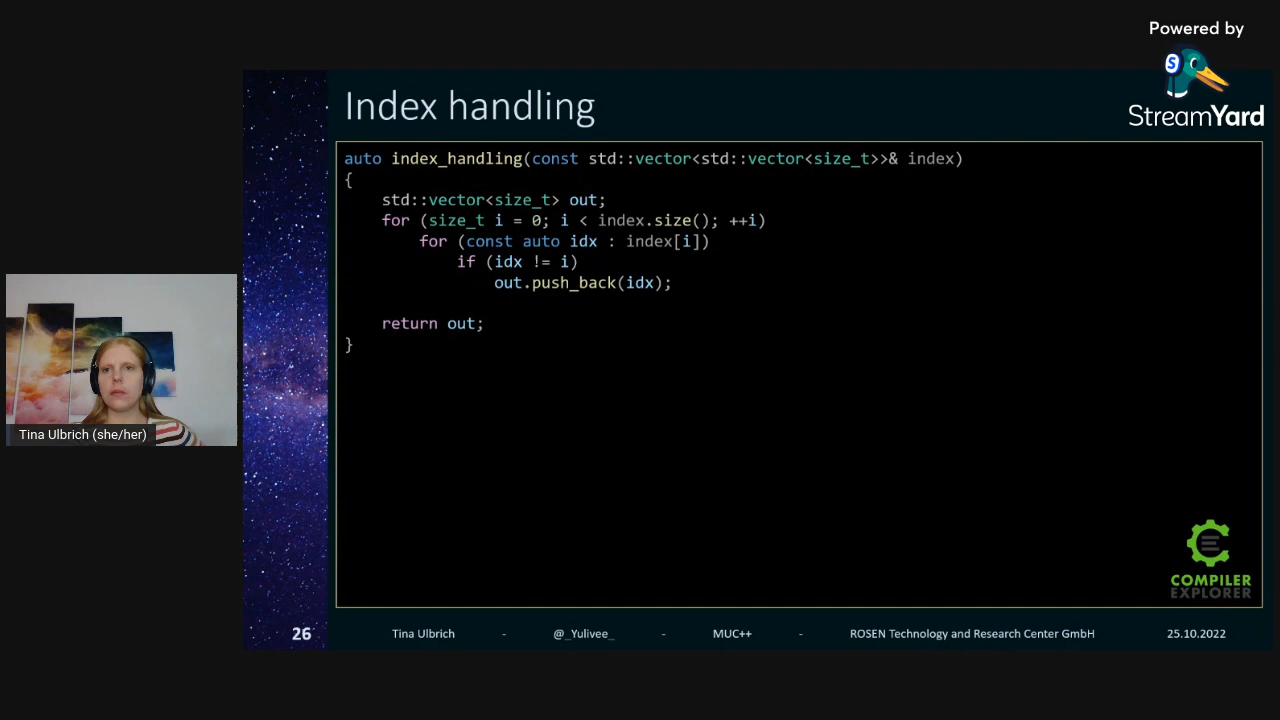 Powered by
StreamYard
Index handling
auto index_handling(const std::vector<std::vector<size_t>>& index)
{
    std::vector<size_t> out;
    for (size_t i = 0; i < index.size(); ++i)
        for (const auto idx : index[i])
            if (idx != i)
                out.push_back(idx);
    return out;
}
Tina Ulbrich (she/her)
COMPILER
EXPLORER
26 Tina Ulbrich - @_Yulivee_ - MUC++ - ROSEN Technology and Research Center GmbH 25.10.2022